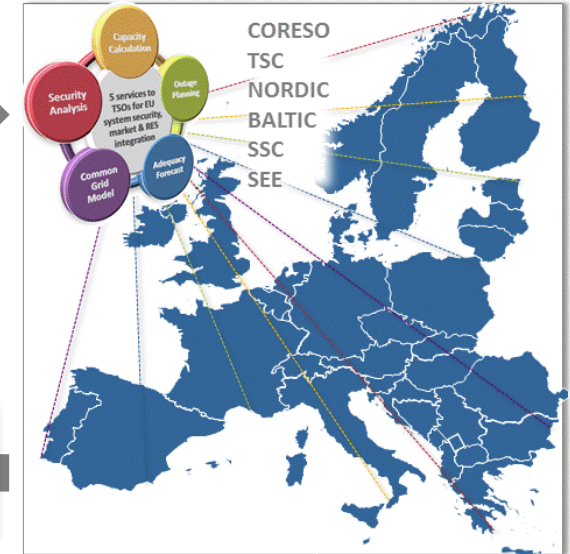 Capacity
Calculation
Security
Analysis
5 services to
TSOs for EU
system security,
market & RES
integration
Outage
Planning
Common
Grid
Model
Adequacy
Forecast
CORESO
TSC
NORDIC
BALTIC
SSC
SEE